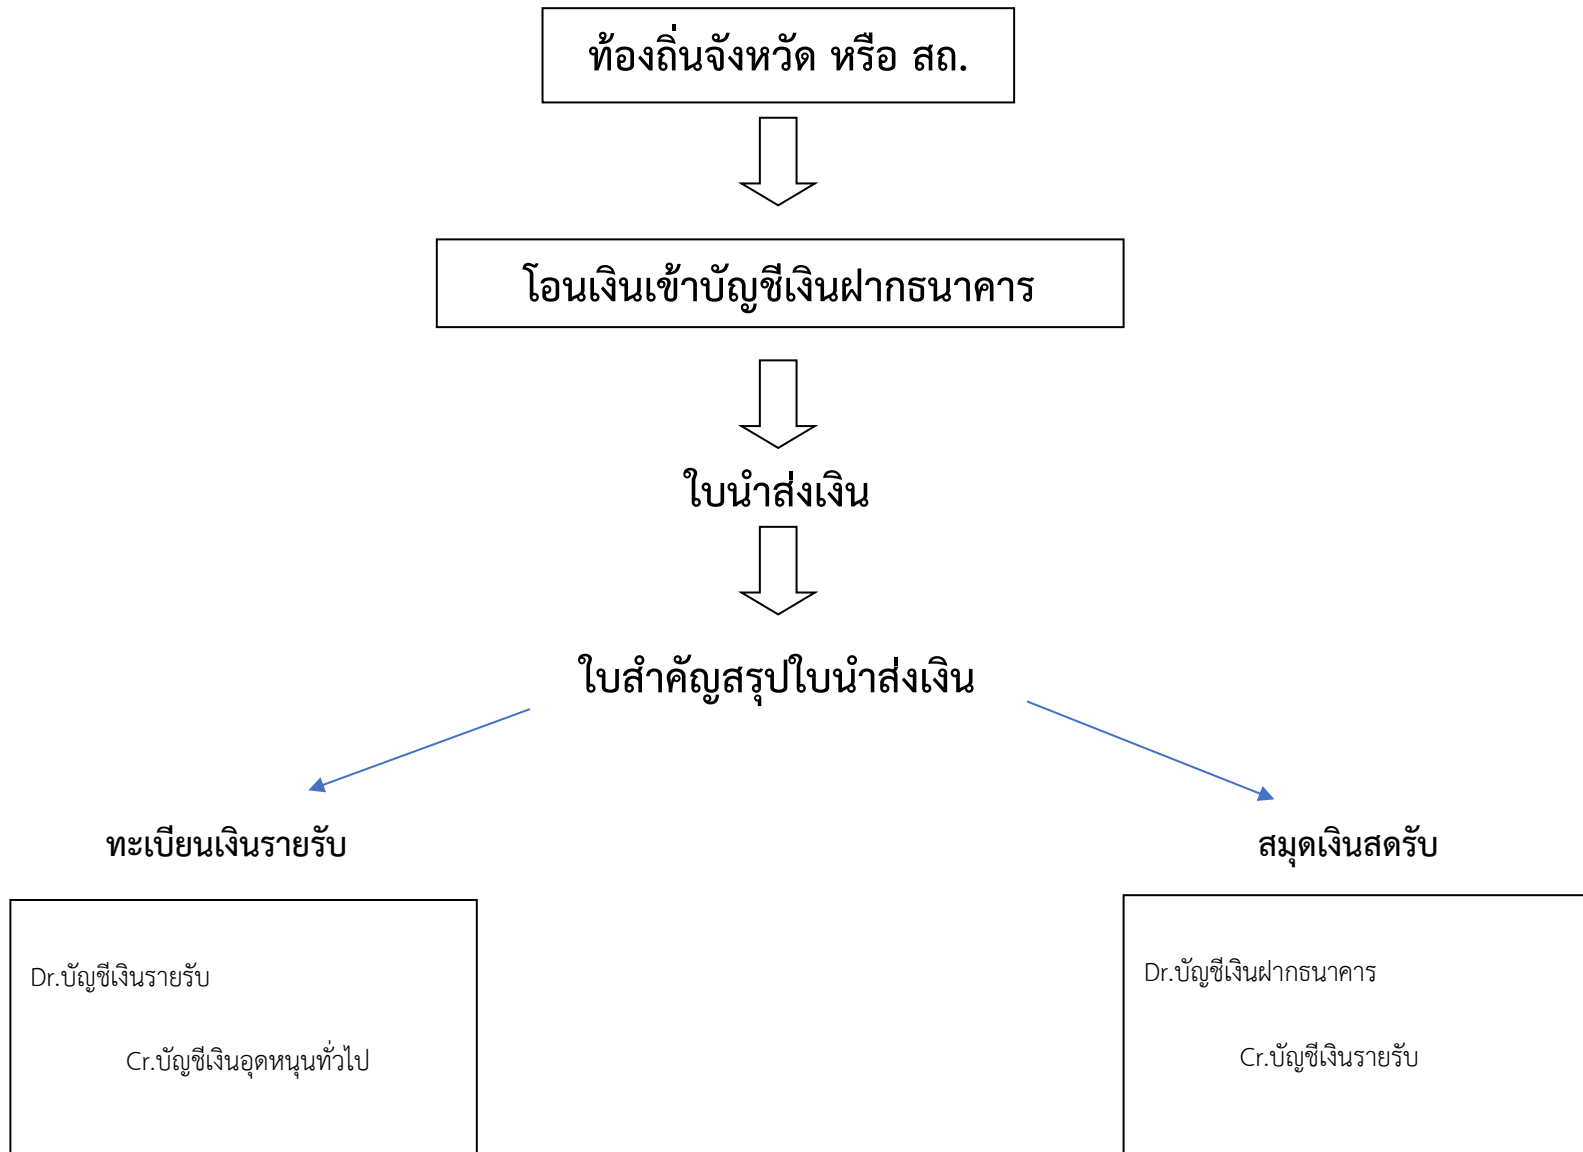 ท้องถิ่นจังหวัด หรือ สถ.
โอนเงินเข้าบัญชีเงินฝากธนาคาร
ใบนำส่งเงิน
ใบสำคัญสรุปใบนำส่งเงิน
ทะเบียนเงินรายรับ
สมุดเงินสดรับ
Dr.บัญชีเงินรายรับ
Cr.บัญชีเงินอุดหนุนทั่วไป
Dr.บัญชีเงินฝากธนาคาร
Cr.บัญชีเงินรายรับ